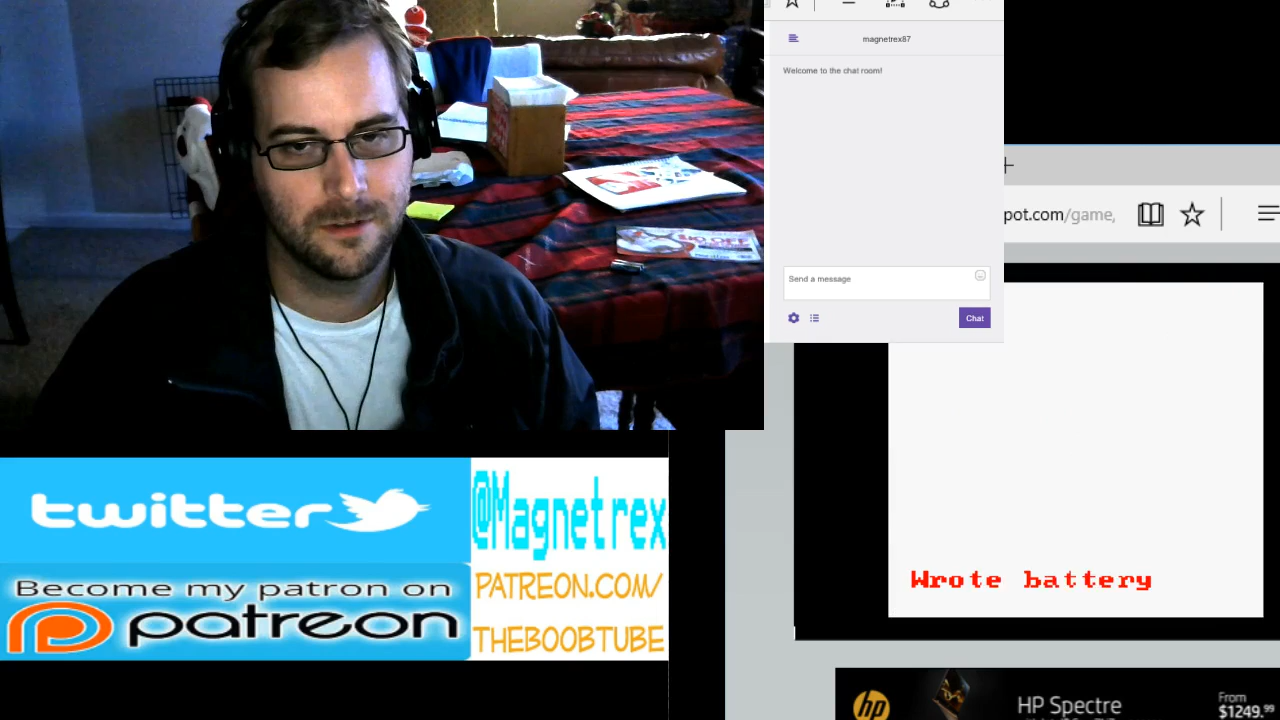 magnetrex87
Welcome to the chat room!
Send a message
Chat
pot.com/game,
Wrote battery
twitter
@Magnetrex
Become my patron on
patreon
PATREON.COM/
THEBOOBTUBE
hp
HP Spectre
From
$1249.99